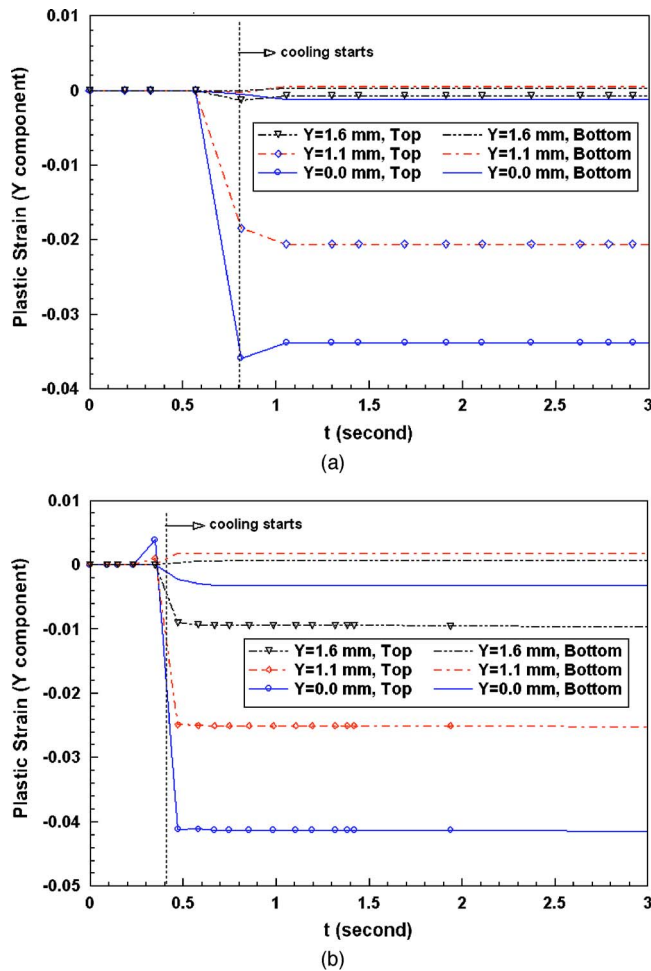 0.01
cooling starts
0
Y=1.6 mm, Top Y=1.6 mm, Bottom
-0.01
Y=1.1 mm, Top Y=1.1 mm, Bottom
Y=0.0 mm, Top Y=0.0 mm, Bottom
-0.02
-0.03
-0.04
Plastic Strain (Y component)
0 0.5 1 1.5 2 2.5 3
t (second)
(a)
0.01
cooling starts
0
-0.01
Y=1.6 mm, Top Y=1.6 mm, Bottom
Y=1.1 mm, Top Y=1.1 mm, Bottom
-0.02
Y=0.0 mm, Top Y=0.0 mm, Bottom
-0.03
-0.04
-0.05
Plastic Strain (Y component)
0 0.5 1 1.5 2 2.5 3
t (second)
(b)